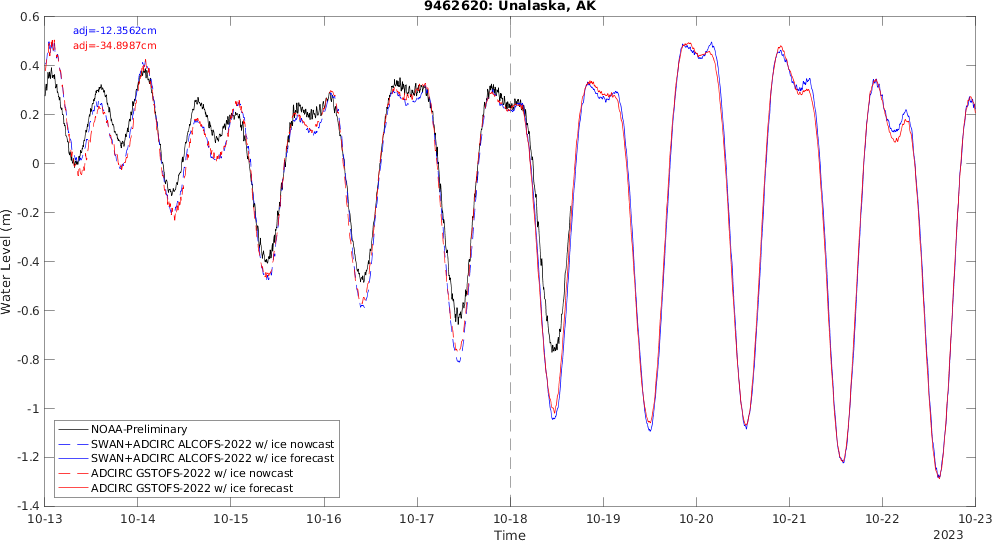 9462620: Unalaska, AK
adj=-12.3562cm
adj=-34.8987cm
0.6
0.4
0.2
0
-0.2
-0.4
-0.6
-0.8
-1
-1.2
-1.4
Water Level (m)
NOAA-Preliminary
SWAN+ADCIRC ALCOFS-2022 w/ ice nowcast
SWAN+ADCIRC ALCOFS-2022 w/ ice forecast
ADCIRC GSTOFS-2022 w/ ice nowcast
ADCIRC GSTOFS-2022 w/ ice forecast
10-13 10-14 10-15 10-16 10-17 10-18 10-19 10-20 10-21 10-22 10-23
Time
2023